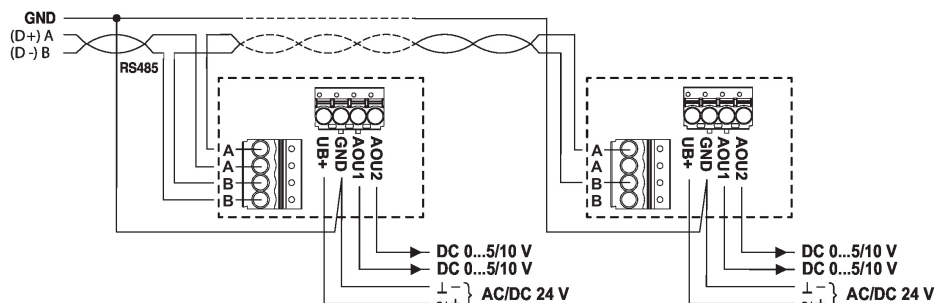 GND
(D+) A
(D -) B
RS485
UB+
GND
AOU1
AOU2
A
A
B
B
UB+
GND
AOU1
AOU2
A
A
B
B
DC 0...5/10 V
DC 0...5/10 V
AC/DC 24 V
DC 0...5/10 V
DC 0...5/10 V
AC/DC 24 V